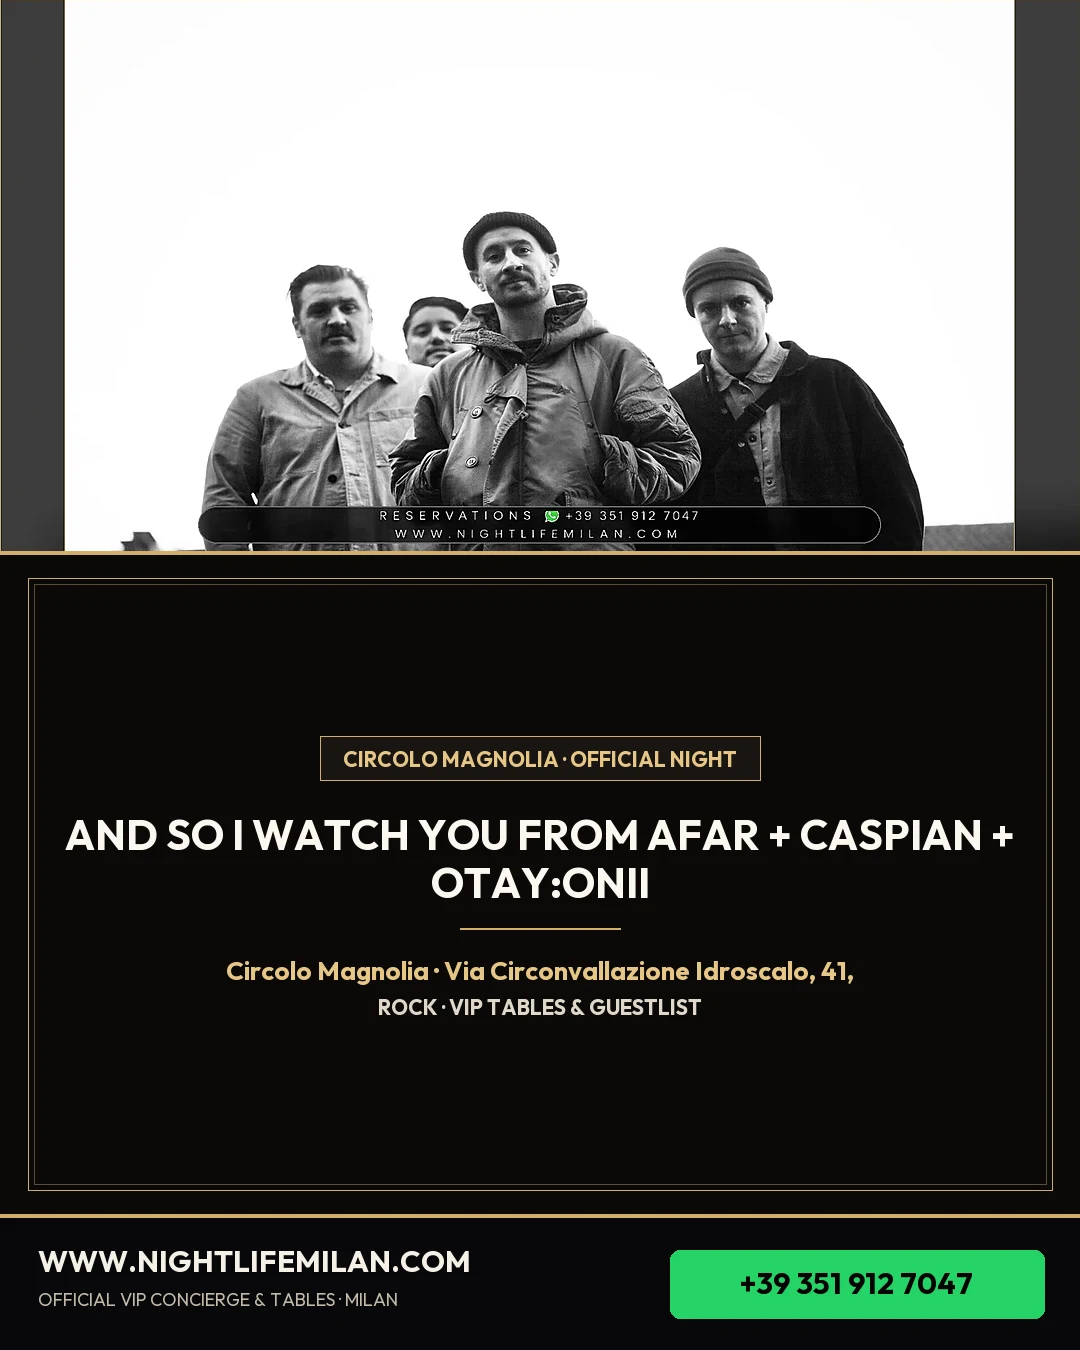 RESERVATIONS +39 351 912 7047
WWW.NIGHTLIFEMILAN.COM
CIRCOLO MAGNOLIA · OFFICIAL NIGHT
AND SO I WATCH YOU FROM AFAR + CASPIAN +
OTAY:ONII
Circolo Magnolia · Via Circonvallazione Idroscalo, 41,
ROCK · VIP TABLES & GUESTLIST
WWW.NIGHTLIFEMILAN.COM
OFFICIAL VIP CONCIERGE & TABLES · MILAN
+39 351 912 7047